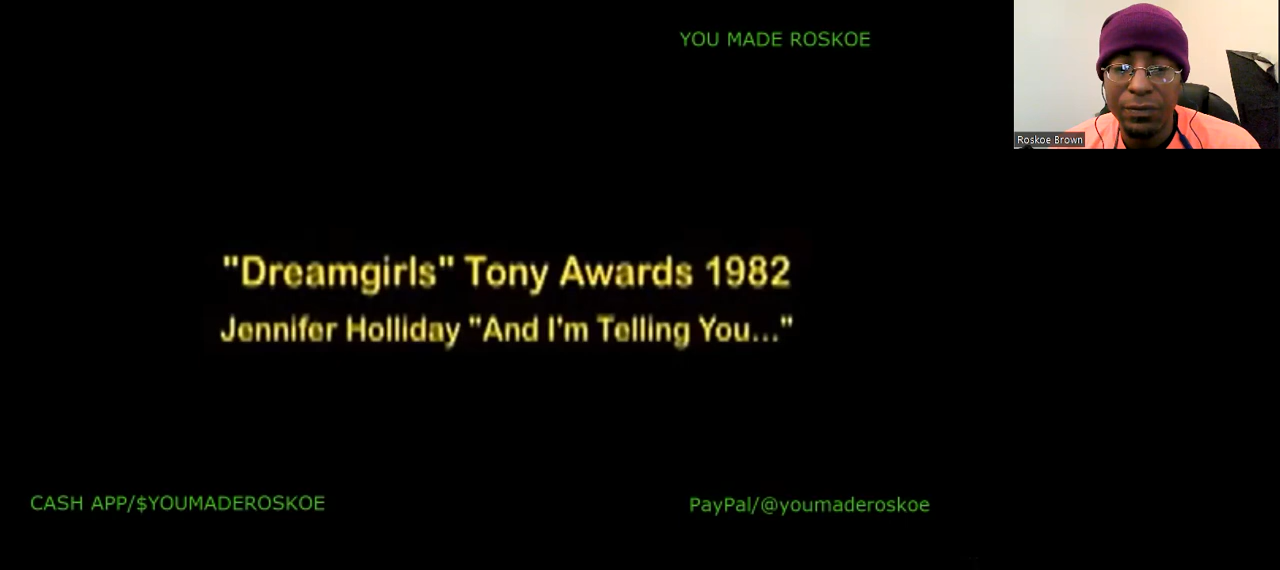 YOU MADE ROSKOE
Roskoe Brown
"Dreamgirls" Tony Awards 1982
Jennifer Holliday "And I'm Telling You..."
CASH APP/$YOUMADEROSKOE
PayPal/@youmaderoskoe